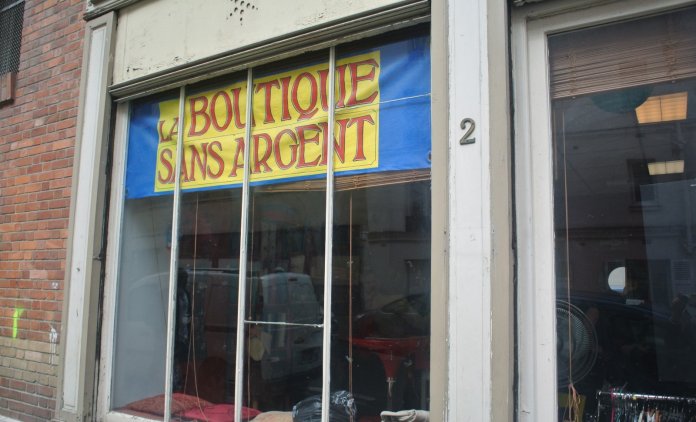 LA BOUTIQUE
SANS ARGENT
2